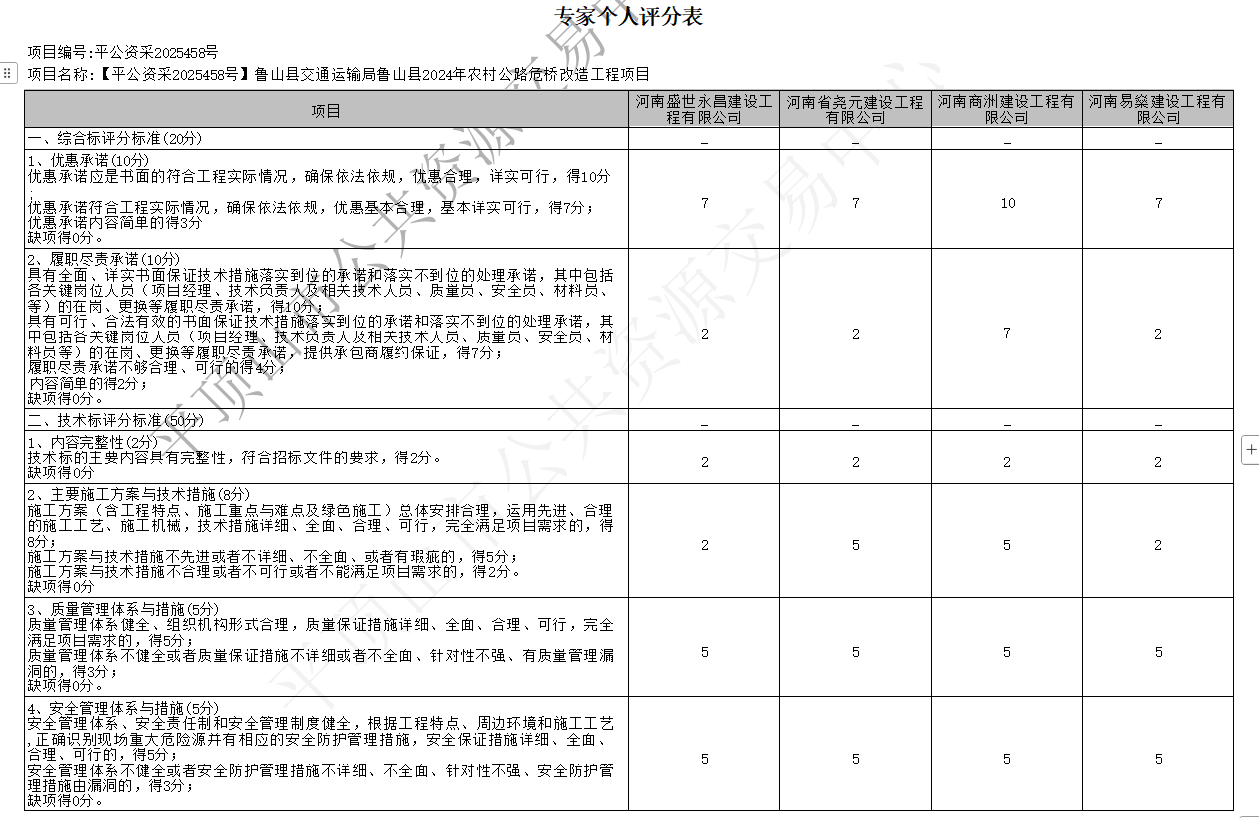 专家个人评分表
项目编号:平公资采2025458号
项目名称:【平公资采2025458号】鲁山县交通运输局鲁山县2024年农村公路危桥改造工程项目
项目
河南盛世永昌建设工
程有限公司
河南省尧元建设工程
有限公司
河南商洲建设工程有
限公司
河南易燊建设工程有
限公司
一、综合标评分标准(20分)
— — — —
1、优惠承诺(10分)
优惠承诺应是书面的符合工程实际情况，确保依法依规，优惠合理，详实可行，得10分
;
优惠承诺符合工程实际情况，确保依法依规，优惠基本合理，基本详实可行，得7分；
优惠承诺内容简单的得3分
缺项得0分。
7 7 10 7
2、履职尽责承诺(10分)
具有全面、详实书面保证技术措施落实到位的承诺和落实不到位的处理承诺，其中包括
各关键岗位人员（项目经理、技术负责人及相关技术人员、质量员、安全员、材料员、
等）的在岗、更换等履职尽责承诺，得10分；
具有可行、合法有效的书面保证技术措施落实到位的承诺和落实不到位的处理承诺，其
中包括各关键岗位人员（项目经理、技术负责人及相关技术人员、质量员、安全员、材
料员等）的在岗、更换等履职尽责承诺，提供承包商履约保证，得7分；
履职尽责承诺不够合理、可行的得4分；
内容简单的得2分；
缺项得0分。
2 2 7 2
二、技术标评分标准(50分)
— — — —
1、内容完整性(2分)
技术标的主要内容具有完整性，符合招标文件的要求，得2分。
缺项得0分
2 2 2 2
2、主要施工方案与技术措施(8分)
施工方案（含工程特点、施工重点与难点及绿色施工）总体安排合理，运用先进、合理
的施工工艺、施工机械，技术措施详细、全面、合理、可行，完全满足项目需求的，得
8分；
施工方案与技术措施不先进或者不详细、不全面、或者有瑕疵的，得5分；
施工方案与技术措施不合理或者不可行或者不能满足项目需求的，得2分。
缺项得0分
2 5 5 2
3、质量管理体系与措施(5分)
质量管理体系健全、组织机构形式合理，质量保证措施详细、全面、合理、可行，完全
满足项目需求的，得5分；
质量管理体系不健全或者质量保证措施不详细或者不全面、针对性不强、有质量管理漏
洞的，得3分；
缺项得0分。
5 5 5 5
4、安全管理体系与措施(5分)
安全管理体系、安全责任制和安全管理制度健全，根据工程特点、周边环境和施工工艺
,正确识别现场重大危险源并有相应的安全防护管理措施，安全保证措施详细、全面、
合理、可行的，得5分；
安全管理体系不健全或者安全防护管理措施不详细、不全面、针对性不强、安全防护管
理措施由漏洞的，得3分；
缺项得0分。
5 5 5 5
平顶山市公共资源交易中
平顶山市公共资源交易中心